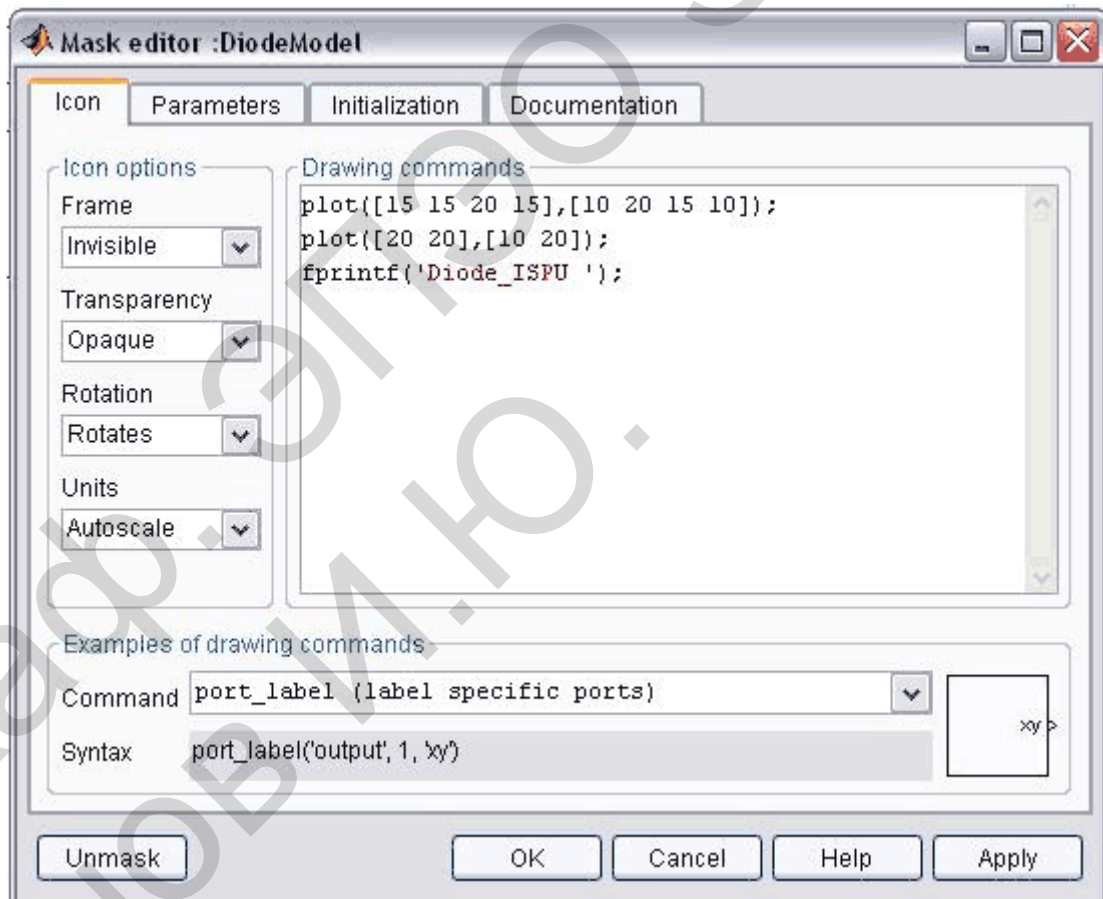 Mask editor :DiodeModel
Icon
Parameters
Initialization
Documentation
Icon options
Frame
Invisible
Transparency
Opaque
Rotation
Rotates
Units
Autoscale
Drawing commands
plot([15 15 20 15],[10 20 15 10]);
plot([20 20],[10 20]);
fprintf('Diode_ISPU ');
Examples of drawing commands
Command
port_label (label specific ports)
Syntax
port_label('output', 1, 'xy')
xy
Unmask
OK
Cancel
Help
Apply
ЭПЭО
И.Ю.